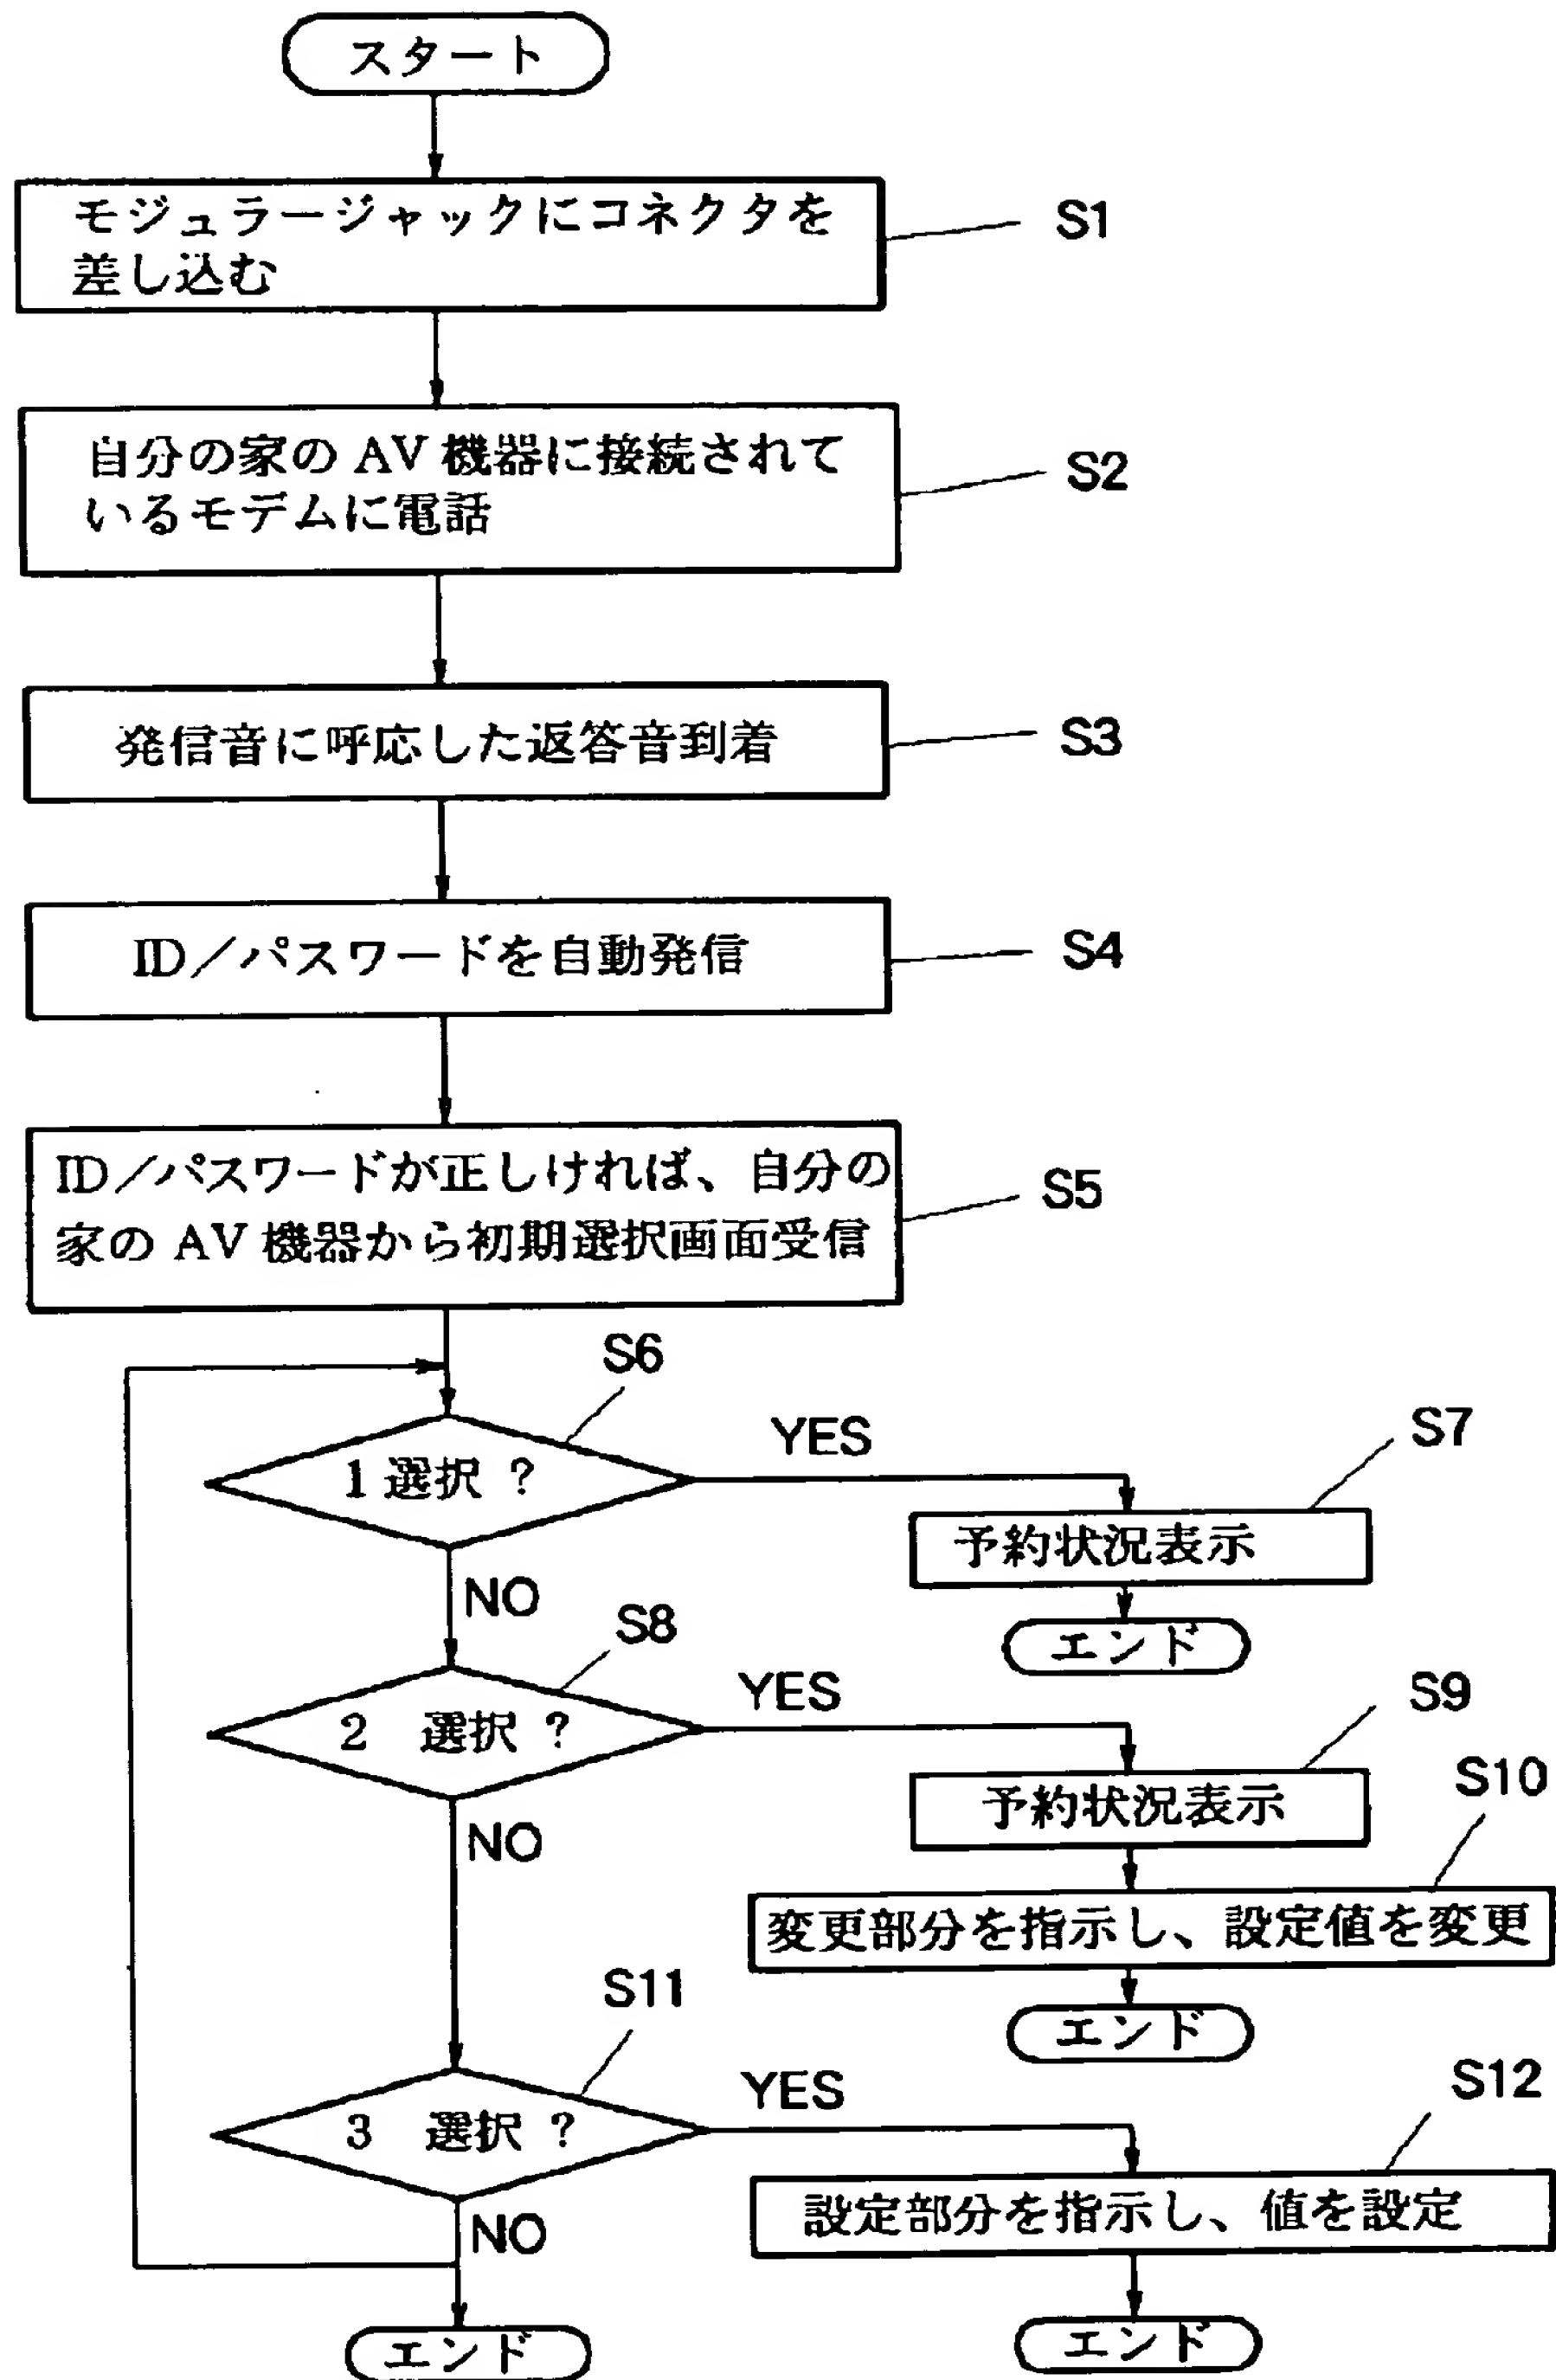 スタート
モジュラージャックにコネクタを
差し込む
S1
自分の家の AV 機器に接続されて
いるモデムに電話
S2
発信音に呼応した返答音到着
S3
ID／パスワードを自動発信
S4
ID／パスワードが正しければ、自分の
家の AV 機器から初期選択画面受信
S5
S6
1 選択 ?
YES
S7
予約状況表示
エンド
NO
S8
2 選択 ?
YES
S9
予約状況表示
S10
変更部分を指示し、設定値を変更
エンド
NO
S11
3 選択 ?
YES
S12
設定部分を指示し、値を設定
エンド
NO
エンド